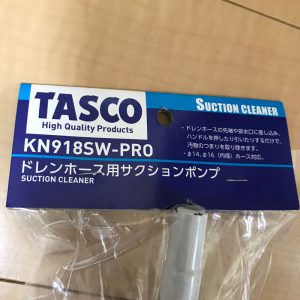 TASCO
High Quality Products
SUCTION CLEANER
KN918SW-PRO
ドレンホース用サクションポンプ
SUCTION CLEANER
・ドレンホースの先端や排水口に差し込み、
ハンドルを押したり引いたりするだけで、
汚物のつまりを取り除きます。
・φ14、φ16（内径）ホース対応。